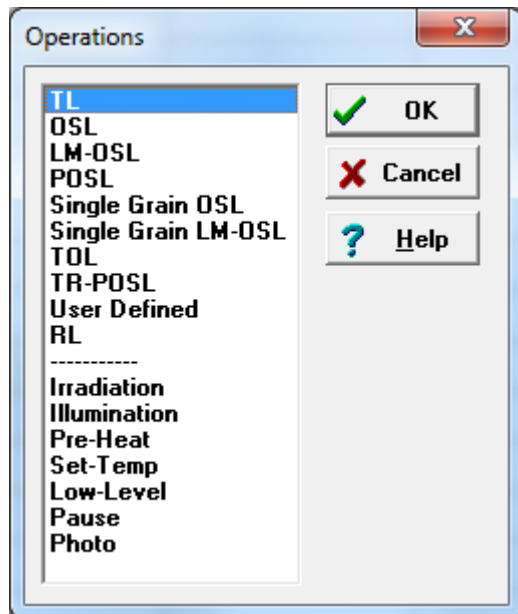 Operations
TL
OSL
LM-OSL
POSL
Single Grain OSL
Single Grain LM-OSL
TOL
TR-POSL
User Defined
RL
-----------
Irradiation
Illumination
Pre-Heat
Set-Temp
Low-Level
Pause
Photo
OK
Cancel
Help